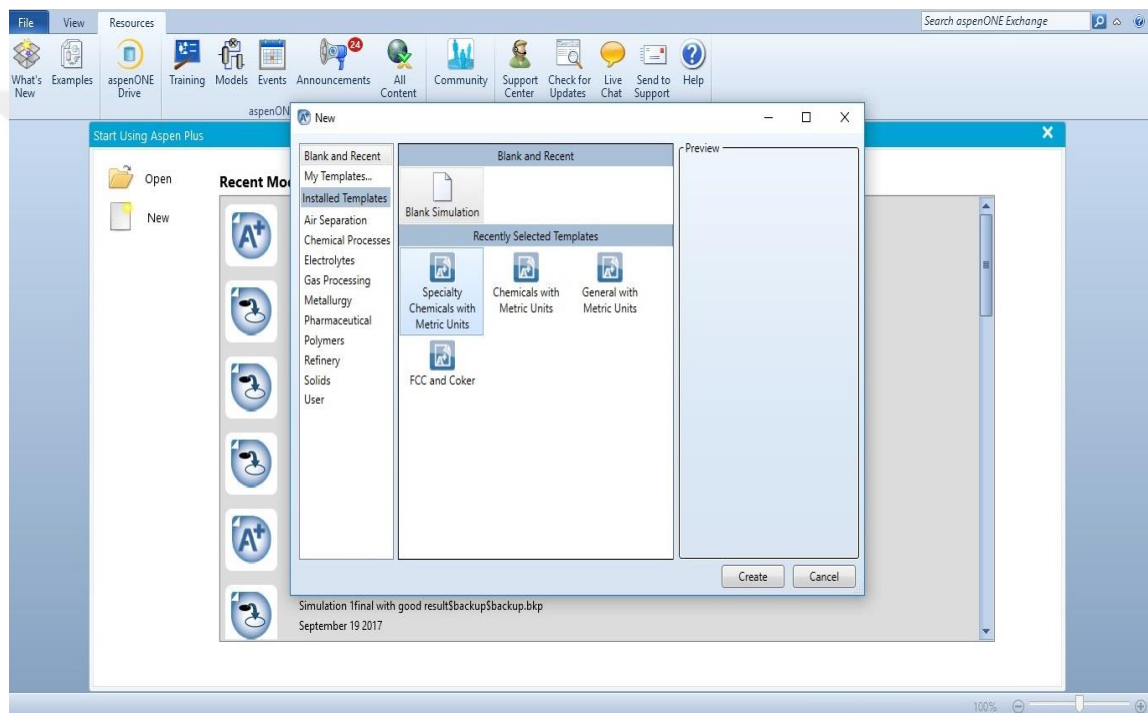 File View Resources Search aspenONE Exchange
What's New
Examples
aspenONE Drive
Training
Models
Events
24
Announcements
All Content
Community
Support Center
Check for Updates
Live Chat
Send to Support
Help
aspenON
Start Using Aspen Plus X
Open
New
Recent Mo
A+
A+
New
Blank and Recent
My Templates...
Installed Templates
Air Separation
Chemical Processes
Electrolytes
Gas Processing
Metallurgy
Pharmaceutical
Polymers
Refinery
Solids
User
Blank and Recent
Blank Simulation
Recently Selected Templates
Specialty
Chemicals with
Metric Units
Chemicals with
Metric Units
General with
Metric Units
FCC and Coker
Preview
Create Cancel
Simulation 1final with good result$backup$backup.bkp
September 19 2017
100%